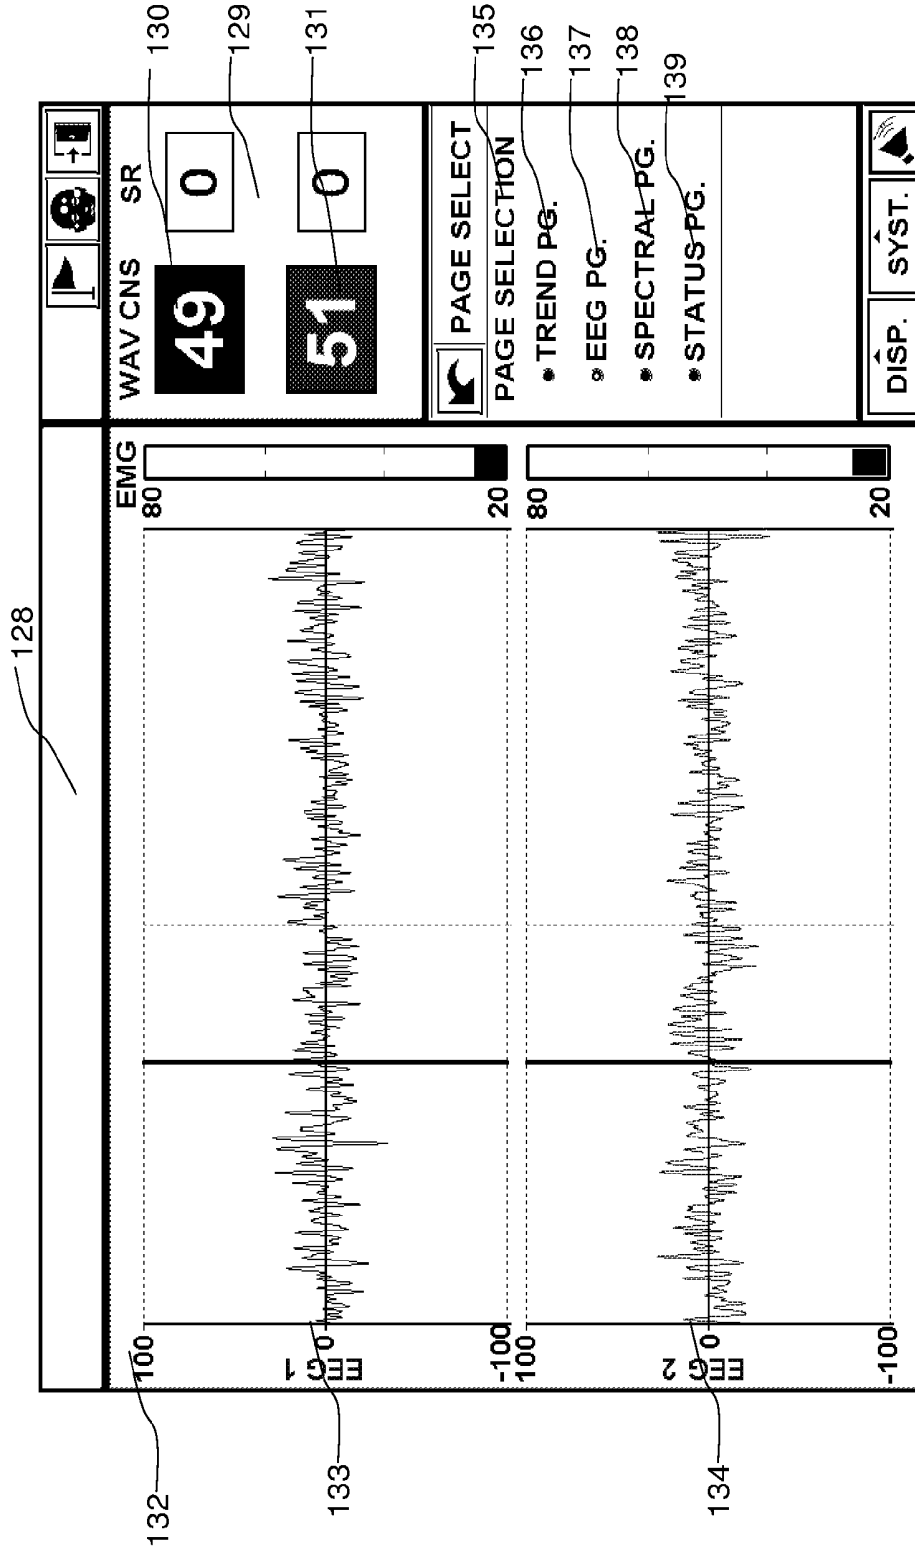 128
130
129
131
135
136
137
138
139
WAV CNS SR
49 0
51 0
PAGE SELECT
PAGE SELECTION
TREND PG.
EEG PG.
SPECTRAL PG.
STATUS PG.
DISP. SYST.
EMG
80
20
80
20
100
0
-100
EEG 1
100
0
-100
EEG 2
132
133
134